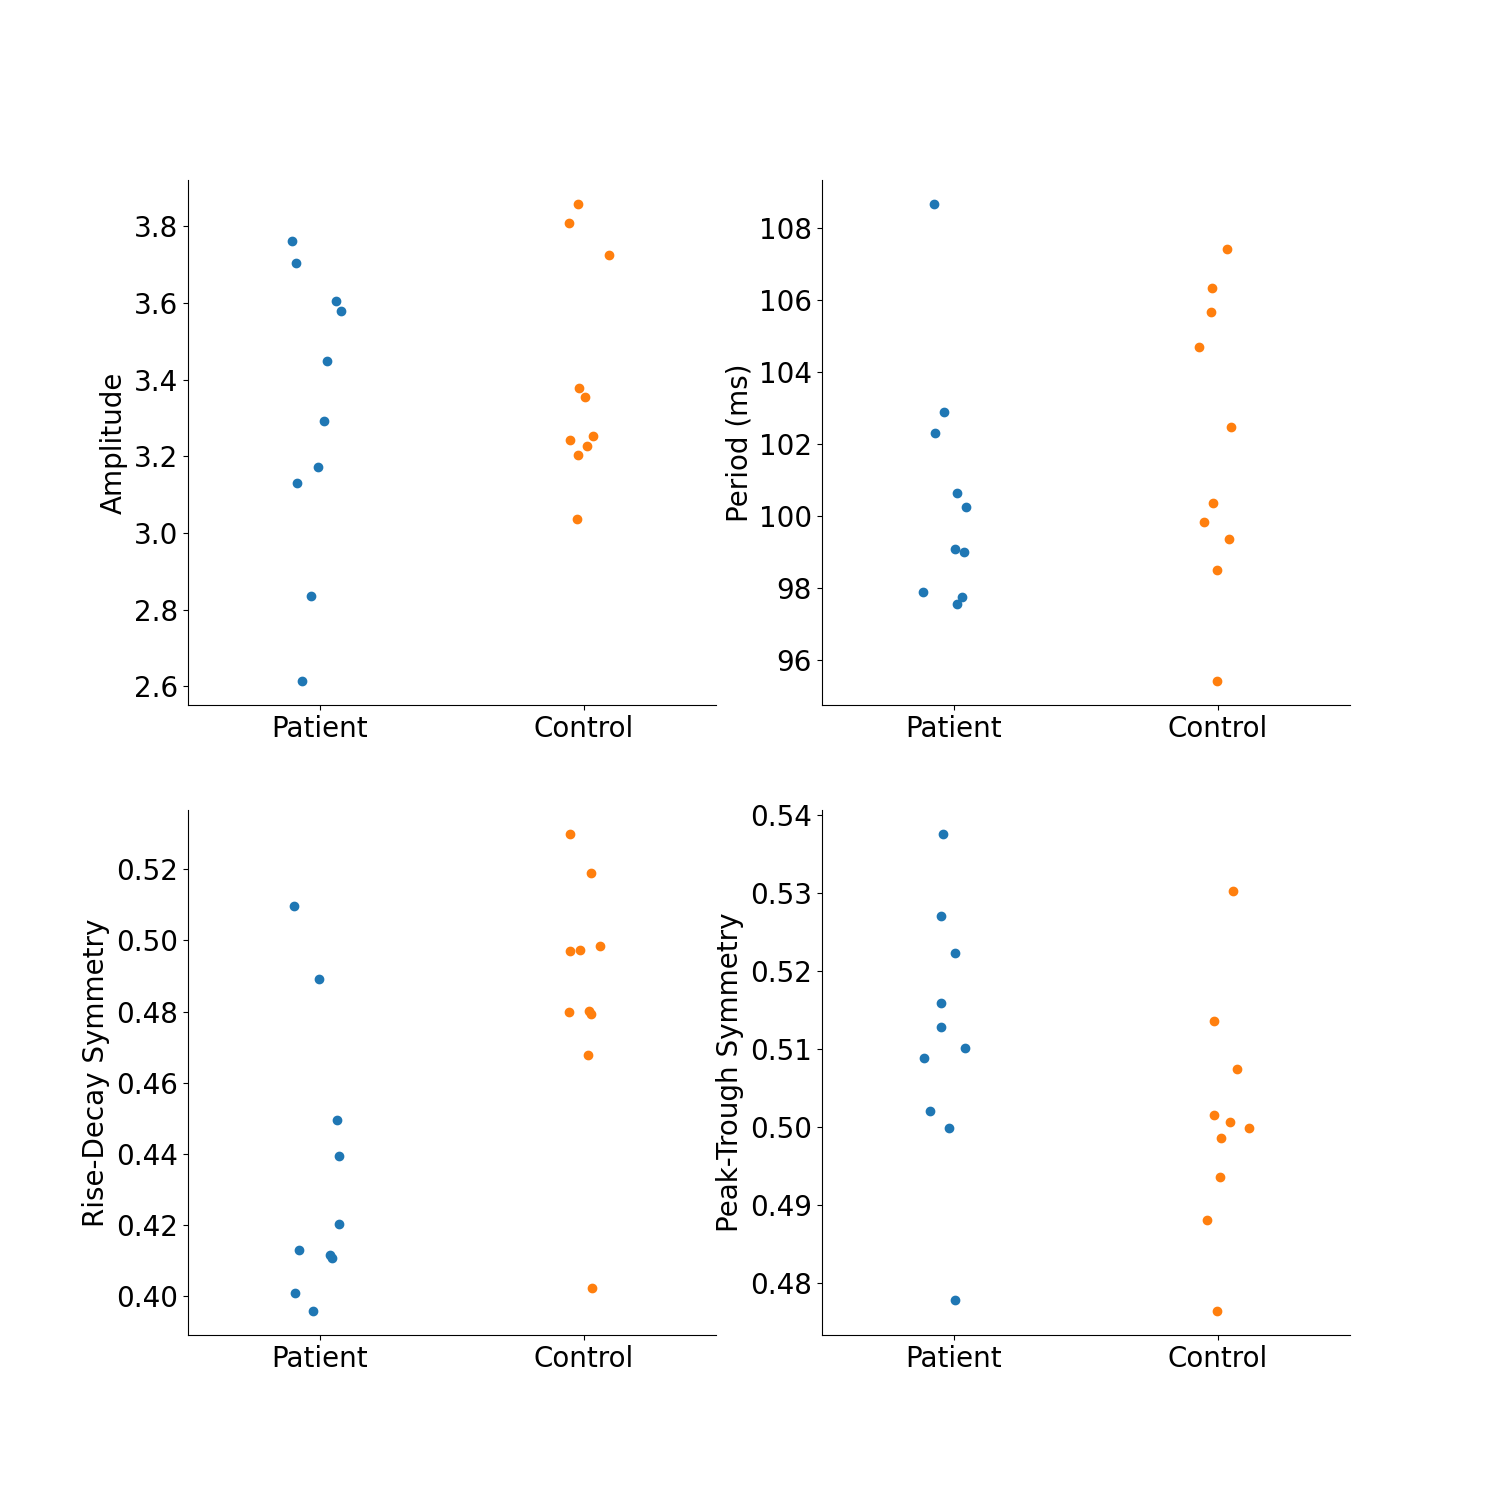 Amplitude
3.8
3.6
3.4
3.2
3.0
2.8
2.6
Patient
Control
Period (ms)
108
106
104
102
100
98
96
Patient
Control
Rise-Decay Symmetry
0.52
0.50
0.48
0.46
0.44
0.42
0.40
Patient
Control
Peak-Trough Symmetry
0.54
0.53
0.52
0.51
0.50
0.49
0.48
Patient
Control